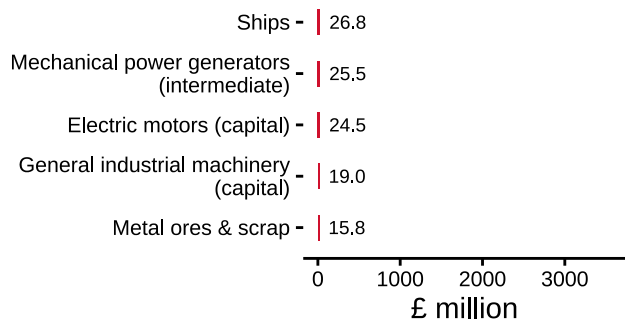 Ships 26.8
Mechanical power generators
(intermediate) 25.5
Electric motors (capital) 24.5
General industrial machinery
(capital) 19.0
Metal ores & scrap 15.8
0 1000 2000 3000
£ million